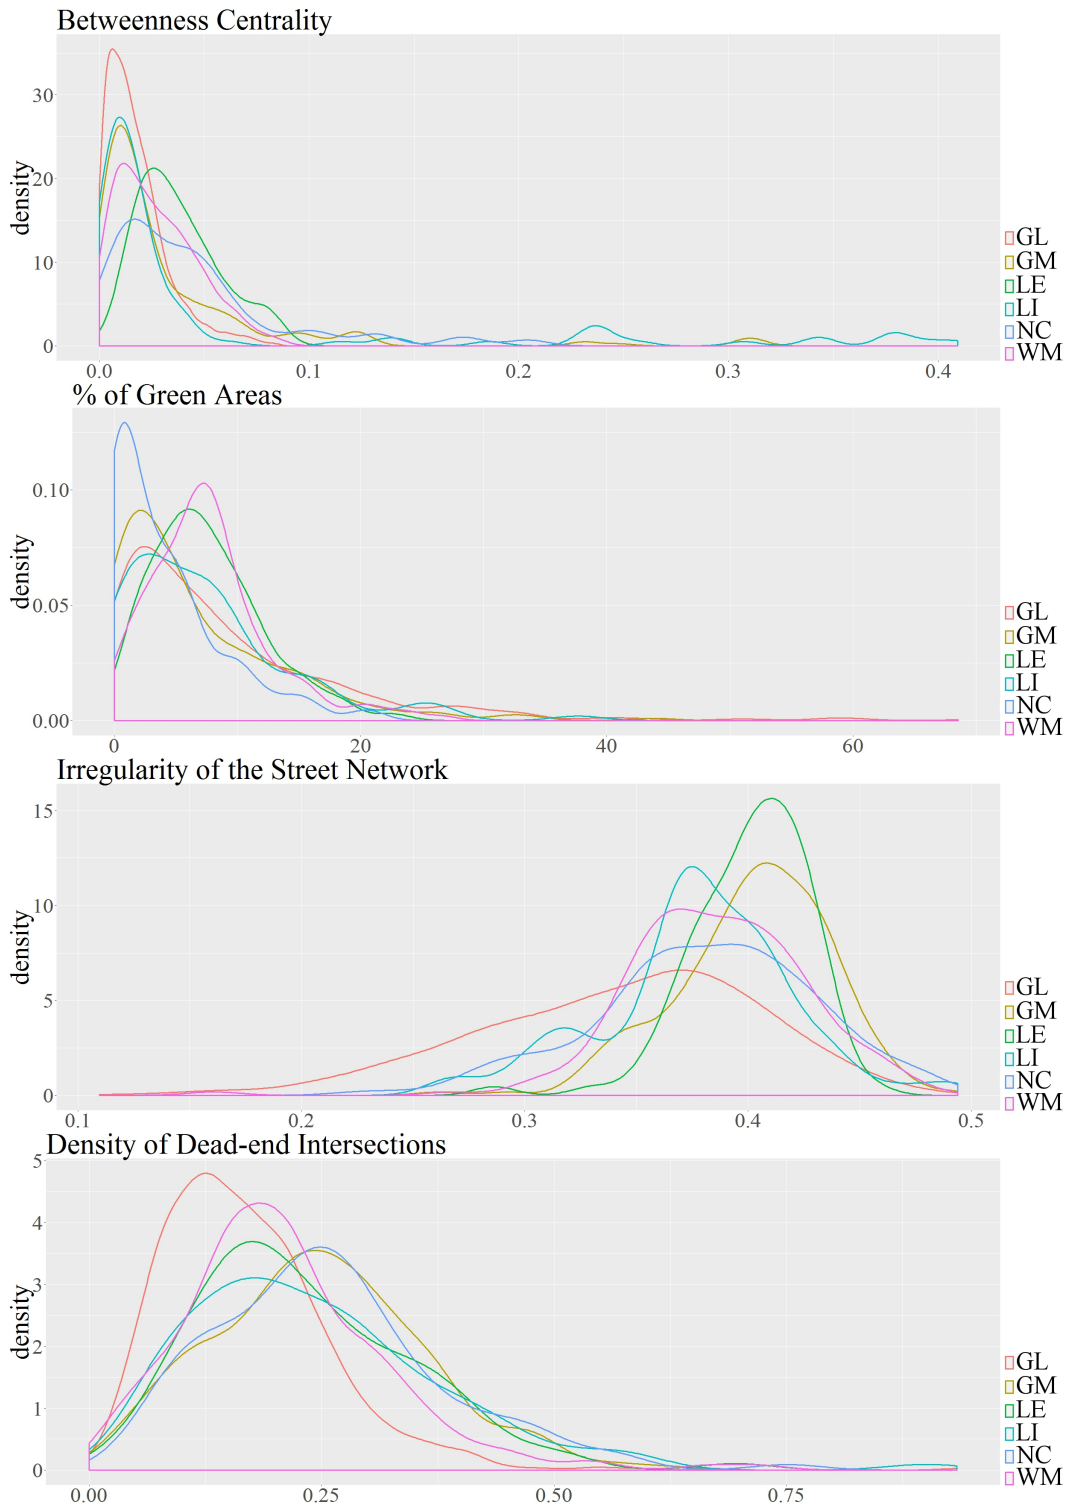 Betweenness Centrality
30
20
10
0
density
0.0 0.1 0.2 0.3 0.4
GL
GM
LE
LI
NC
WM
% of Green Areas
0.10
0.05
0.00
density
0 20 40 60
GL
GM
LE
LI
NC
WM
Irregularity of the Street Network
15
10
5
0
density
0.1 0.2 0.3 0.4 0.5
GL
GM
LE
LI
NC
WM
Density of Dead-end Intersections
5
4
3
2
1
0
density
0.00 0.25 0.50 0.75
GL
GM
LE
LI
NC
WM